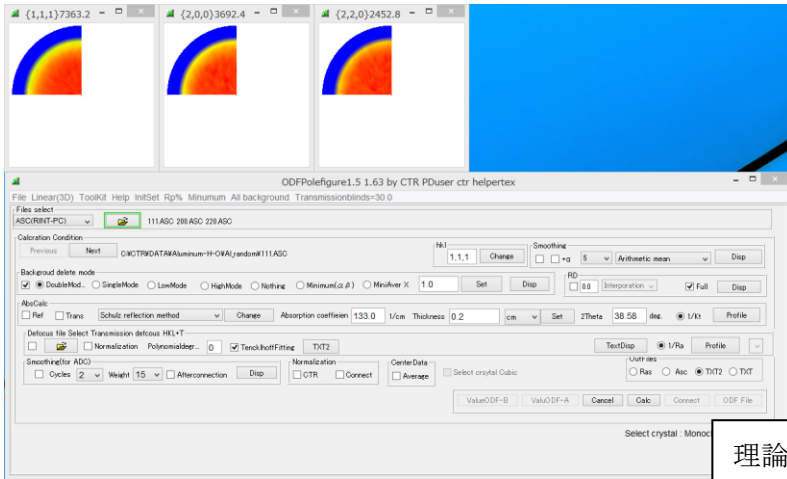 {1,1,1}7363.2
{2,0,0}3692.4
{2,2,0}2452.8
ODFPolefigure1.5 1.63 by CTR PDuser ctr helpertex
File Linear(3D) ToolKit Help InitSet Rp% Minumum All background Transmissionblinds=30.0
Files select
ASC(RINT-PC) 111.ASC 200.ASC 220.ASC
Calcration Condition
Previous Next C:¥CTR¥DATA¥Aluminum-H-O¥Al,random¥111.ASC
hkl
1,1,1 Change
Smoothing
+α 5 Arithmetic mean Disp
Backgroud delete mode
DoubleMod.. SingleMode LowMode HighMode Nothing Minimum(αβ) MiniAver X 1.0 Set Disp
RD
0.0 Interporation Full Disp
AbsCalc
Ref Trans Schulz reflection method Change Absorption coeffieien 133.0 1/cm Thickness 0.2 cm Set 2Theta 38.58 deg. 1/Kt Profile
Defocus file Select Transmission defcous HKL+T
Normalization Polynomialdegr.. 0 TencklhoffFitting TXT2 TextDisp 1/Ra Profile
Smoothing(for ADC)
Cycles 2 Weight 15 Afterconnection Disp
Normalization
CTR Connect
CenterData
Average
Select crsytal Cubic
OutFiles
Ras Asc TXT2 TXT
ValueODF-B ValuODF-A Cancel Calc Connect ODF File
Select crystal : Monoc
理論